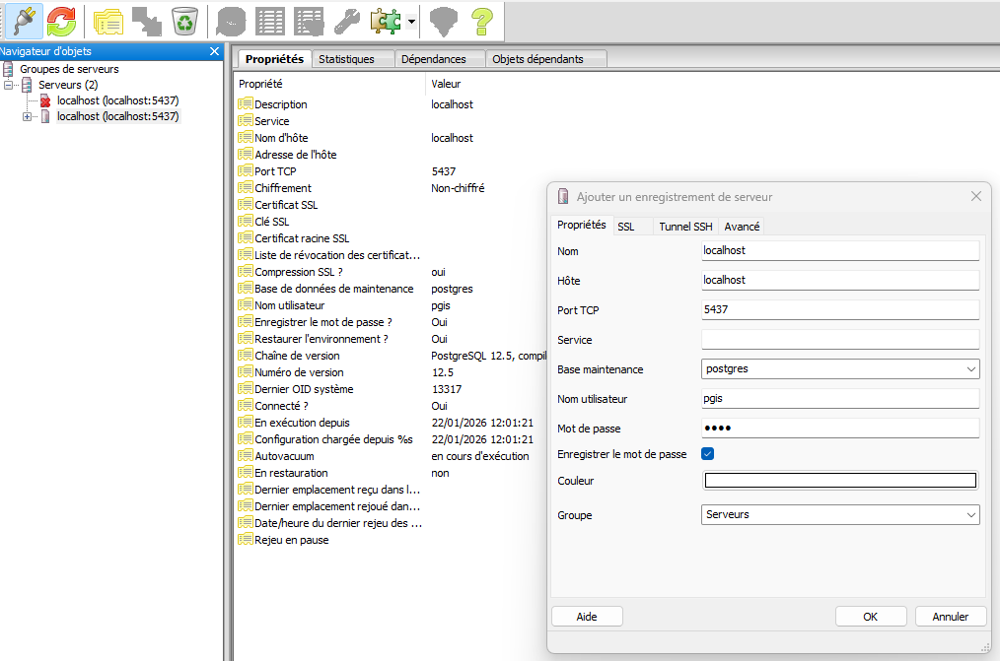 Navigateur d'objets
Groupes de serveurs
Serveurs (2)
localhost (localhost:5437)
localhost (localhost:5437)
Propriétés Statistiques Dépendances Objets dépendants
Propriété Valeur
Description localhost
Service
Nom d'hôte localhost
Adresse de l'hôte
Port TCP 5437
Chiffrement Non-chiffré
Certificat SSL
Clé SSL
Certificat racine SSL
Liste de révocation des certificat...
Compression SSL ? oui
Base de données de maintenance postgres
Nom utilisateur pgis
Enregistrer le mot de passe ? Oui
Restaurer l'environnement ? Oui
Chaîne de version PostgreSQL 12.5, compil
Numéro de version 12.5
Dernier OID système 13317
Connecté ? Oui
En exécution depuis 22/01/2026 12:01:21
Configuration chargée depuis %s 22/01/2026 12:01:21
Autovacuum en cours d'exécution
En restauration non
Dernier emplacement reçu dans l...
Dernier emplacement rejoué dan...
Date/heure du dernier rejeu des ...
Rejeu en pause
Ajouter un enregistrement de serveur
Propriétés SSL Tunnel SSH Avancé
Nom localhost
Hôte localhost
Port TCP 5437
Service
Base maintenance postgres
Nom utilisateur pgis
Mot de passe ●●●●
Enregistrer le mot de passe
Couleur
Groupe Serveurs
Aide OK Annuler